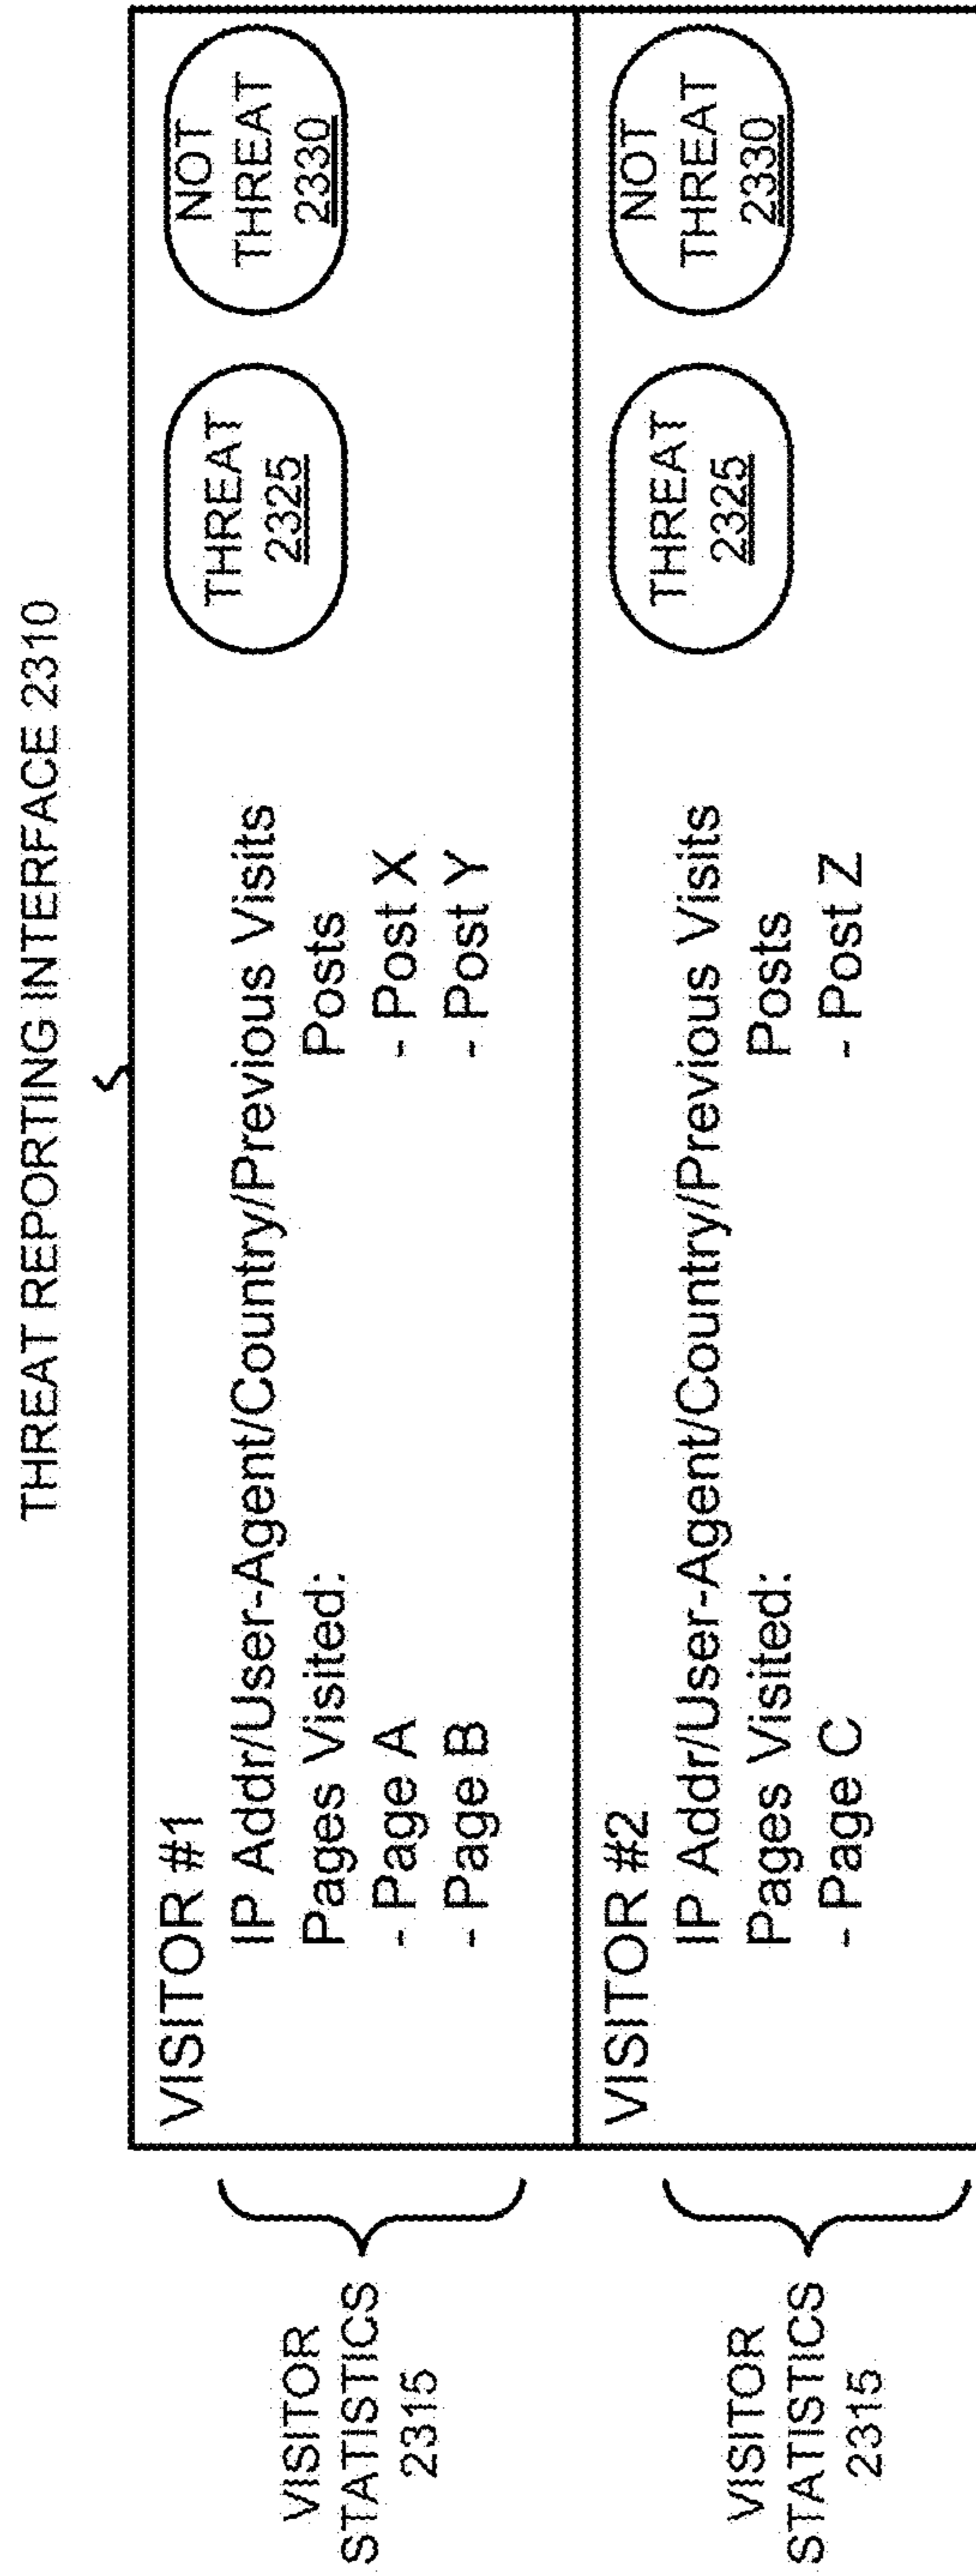 THREAT REPORTING INTERFACE 2310
VISITOR
STATISTICS
2315
VISITOR #1
IP Addr/User-Agent/Country/Previous Visits
Pages Visited:
- Page A
- Page B
Posts
- Post X
- Post Y
THREAT
2325
NOT
THREAT
2330
VISITOR
STATISTICS
2315
VISITOR #2
IP Addr/User-Agent/Country/Previous Visits
Pages Visited:
- Page C
Posts
- Post Z
THREAT
2325
NOT
THREAT
2330